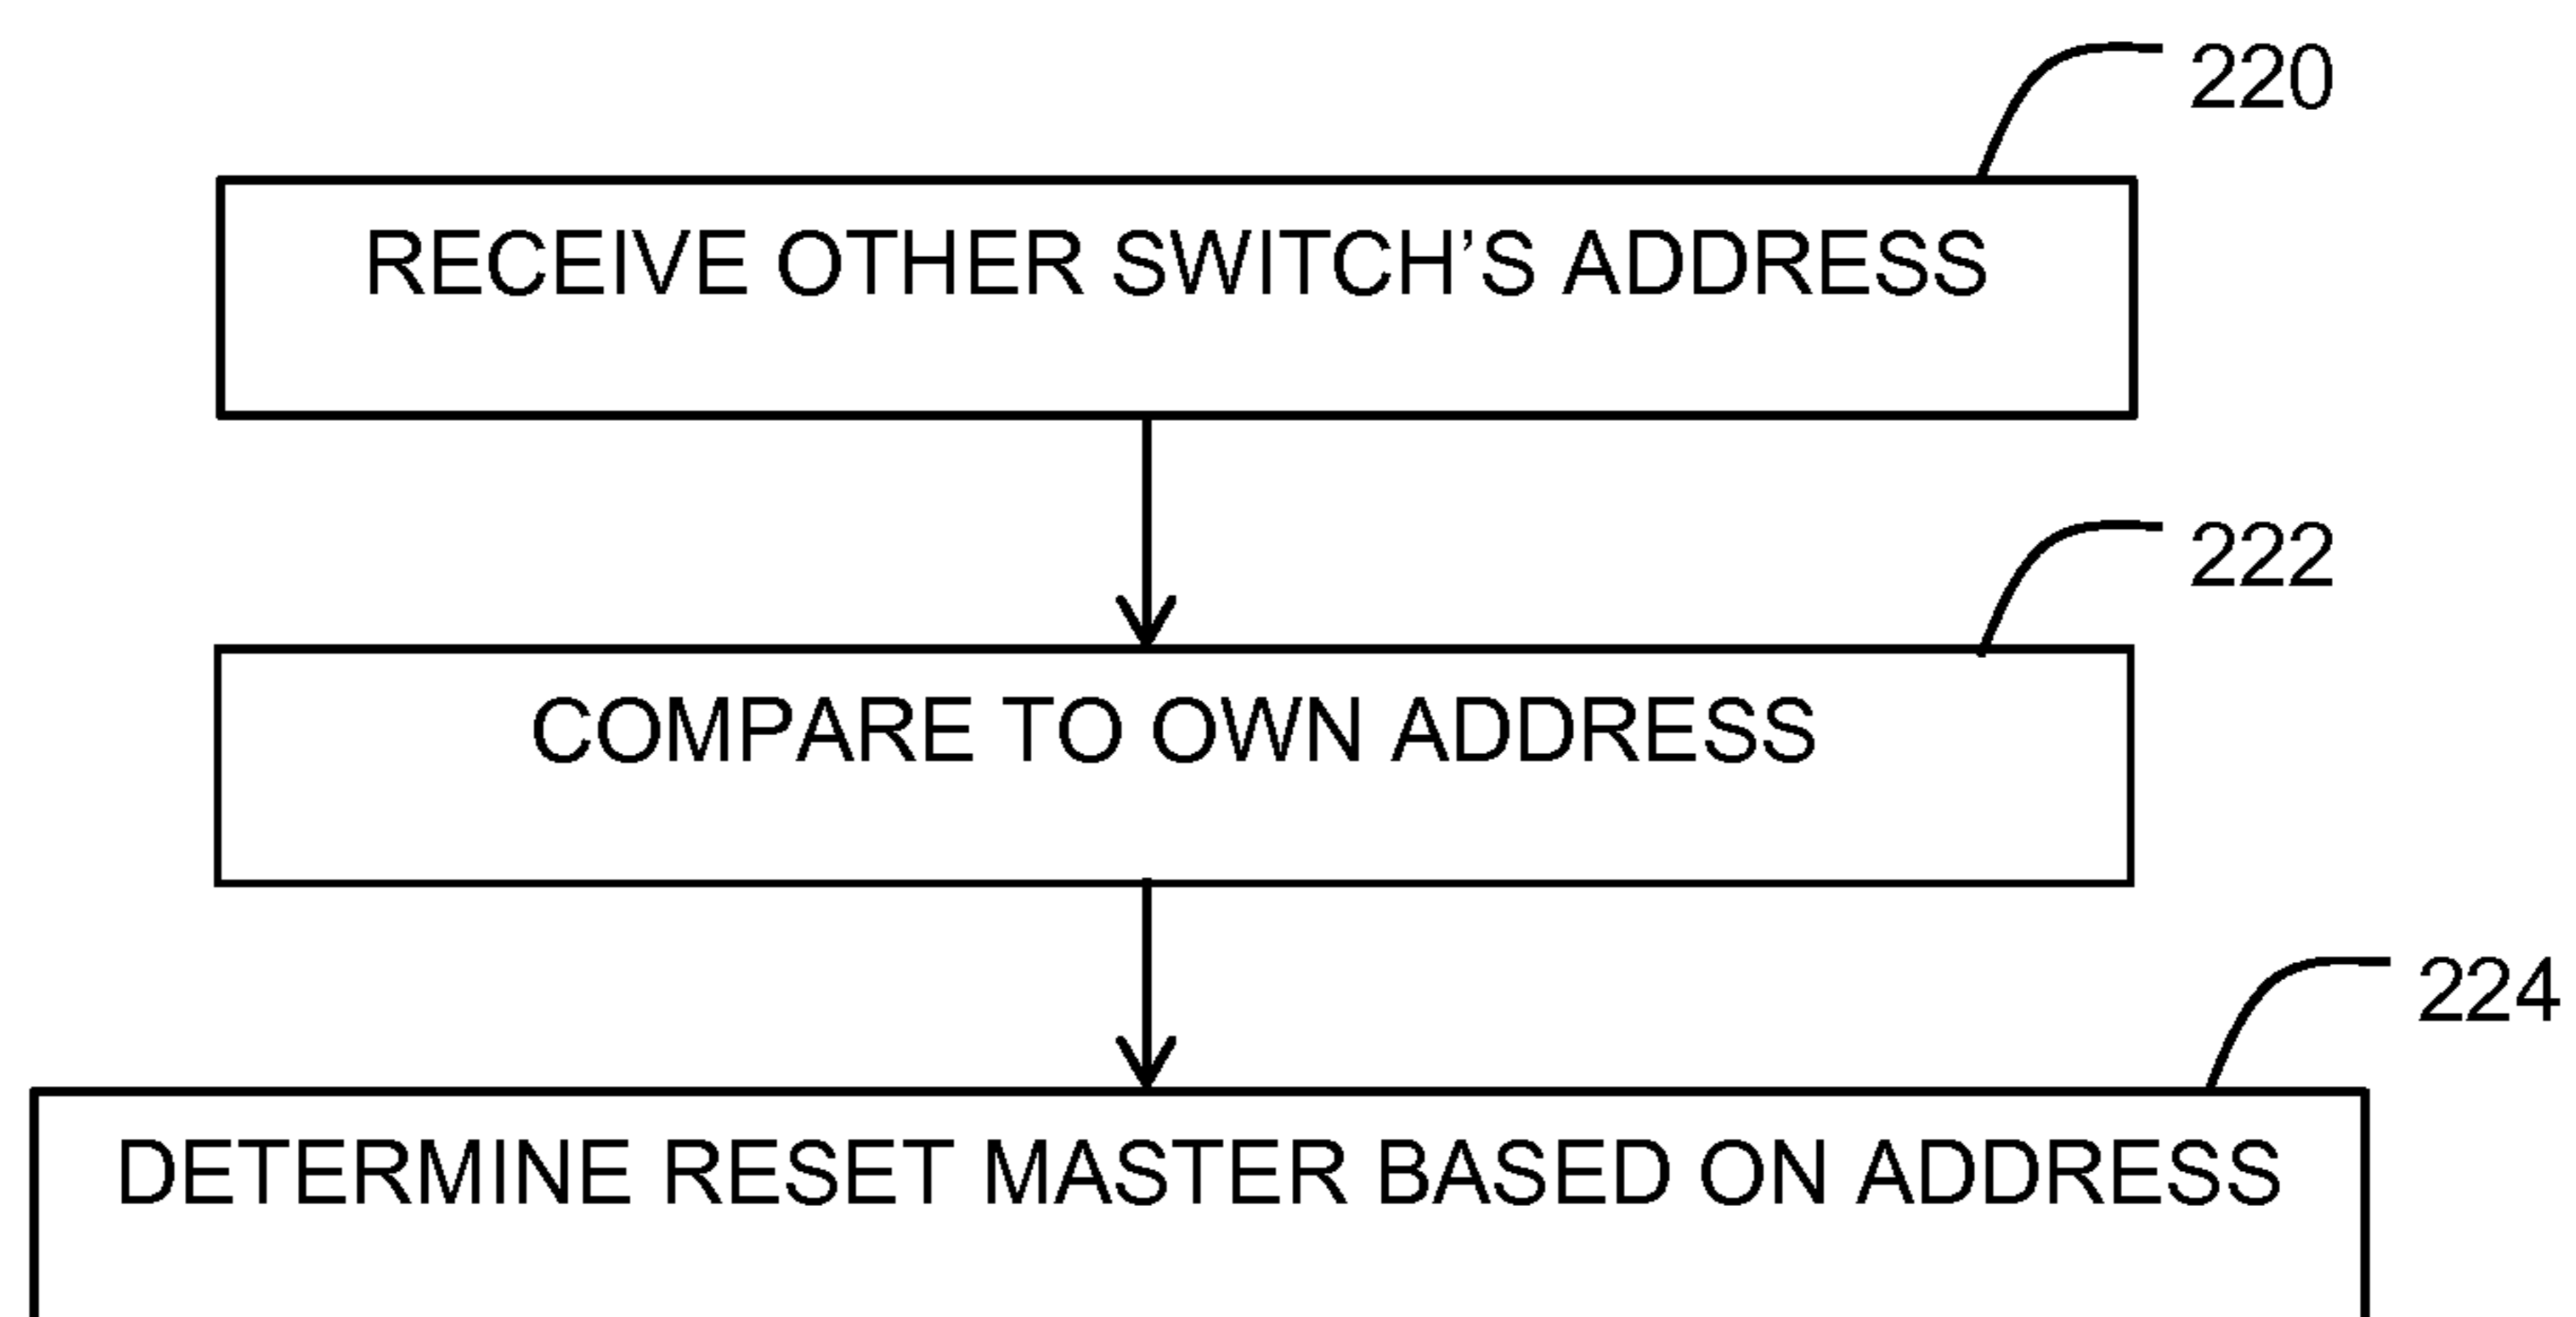 220
RECEIVE OTHER SWITCH’S ADDRESS
222
COMPARE TO OWN ADDRESS
224
DETERMINE RESET MASTER BASED ON ADDRESS